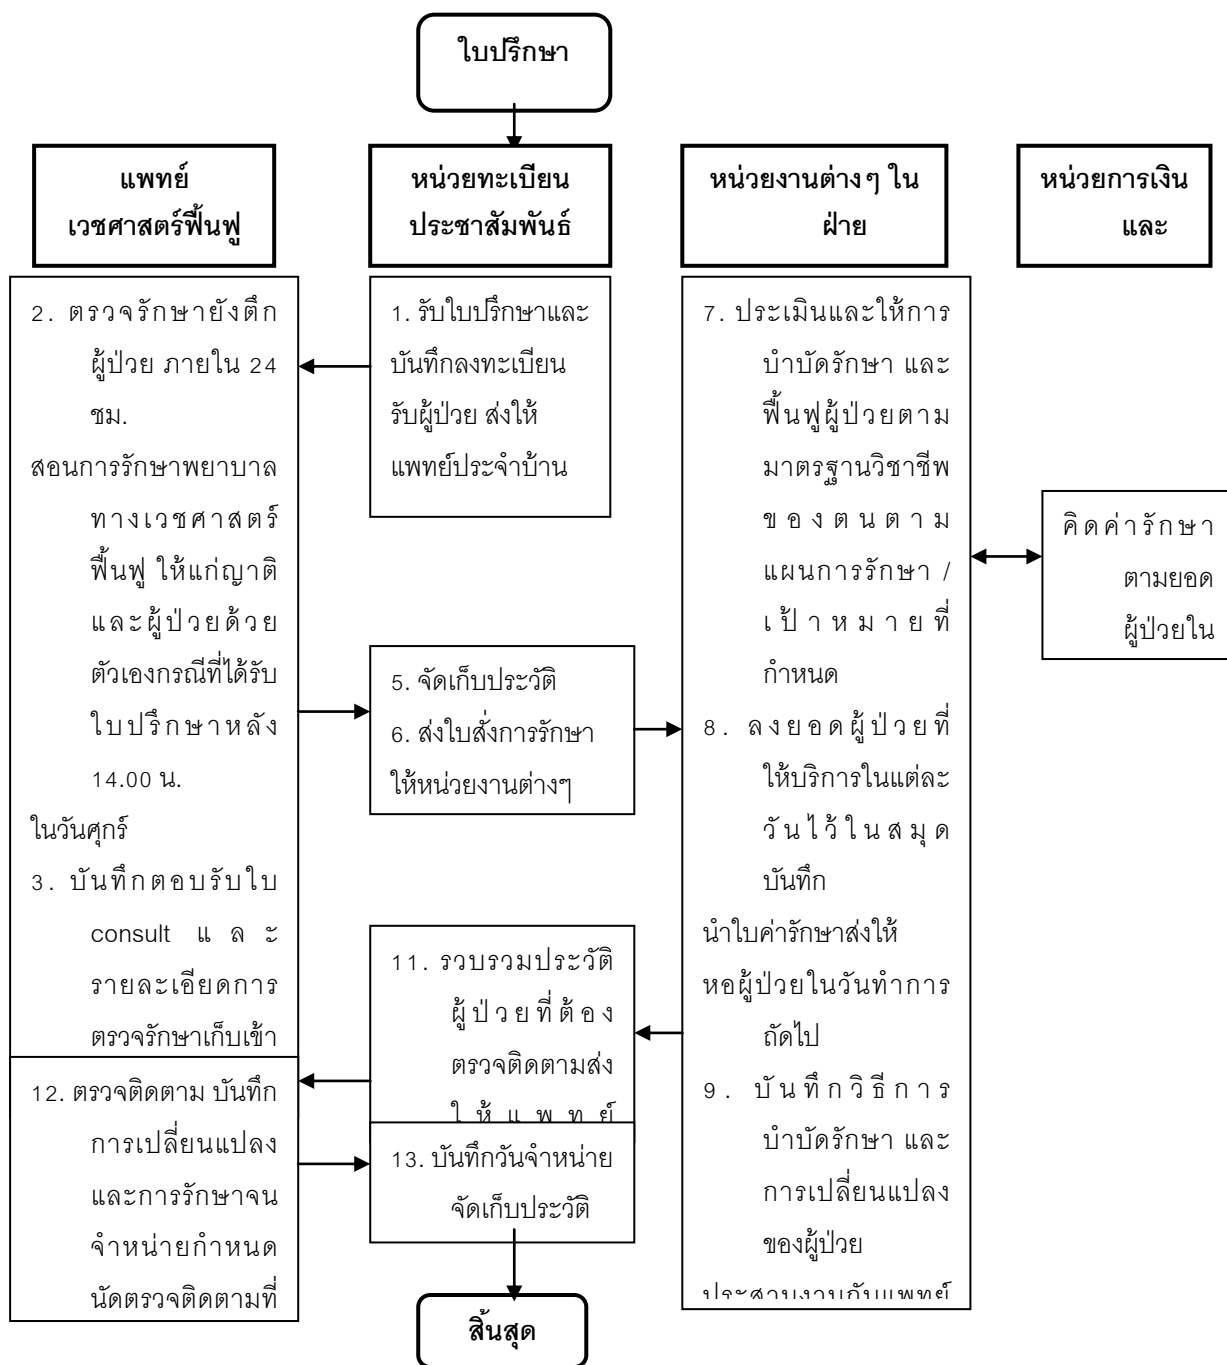 ใบปรึกษา
แพทย์
เวชศาสตร์ฟื้นฟู
หน่วยทะเบียน
ประชาสัมพันธ์
หน่วยงานต่างๆ ใน
ฝ่าย
หน่วยการเงิน
และ
2. ตรวจรักษายังตึก
ผู้ป่วย ภายใน 24
ชม.
สอนการรักษาพยาบาล
ทางเวชศาสตร์
ฟื้นฟู ให้แก่ญาติ
และผู้ป่วยด้วย
ตัวเองกรณีที่ได้รับ
ใบปรึกษาหลัง
14.00 น.
ในวันศุกร์
3. บันทึกตอบรับใบ
consult และ
รายละเอียดการ
ตรวจรักษาเก็บเข้า
12. ตรวจติดตาม บันทึก
การเปลี่ยนแปลง
และการรักษาจน
จำหน่ายกำหนด
นัดตรวจติดตามที่
1. รับใบปรึกษาและ
บันทึกลงทะเบียน
รับผู้ป่วย ส่งให้
แพทย์ประจำบ้าน
5. จัดเก็บประวัติ
6. ส่งใบสั่งการรักษา
ให้หน่วยงานต่างๆ
11. รวบรวมประวัติ
ผู้ป่วยที่ต้อง
ตรวจติดตามส่ง
ให้แพทย์
13. บันทึกวันจำหน่าย
จัดเก็บประวัติ
สิ้นสุด
7. ประเมินและให้การ
บำบัดรักษา และ
ฟื้นฟูผู้ป่วยตาม
มาตรฐานวิชาชีพ
ของตนตาม
แผนการรักษา /
เป้าหมายที่
กำหนด
8. ลงยอดผู้ป่วยที่
ให้บริการในแต่ละ
วันไว้ในสมุด
บันทึก
นำใบค่ารักษาส่งให้
หอผู้ป่วยในวันทำการ
ถัดไป
9. บันทึกวิธีการ
บำบัดรักษา และ
การเปลี่ยนแปลง
ของผู้ป่วย
ประสานงานกับแพทย์
คิดค่ารักษา
ตามยอด
ผู้ป่วยใน